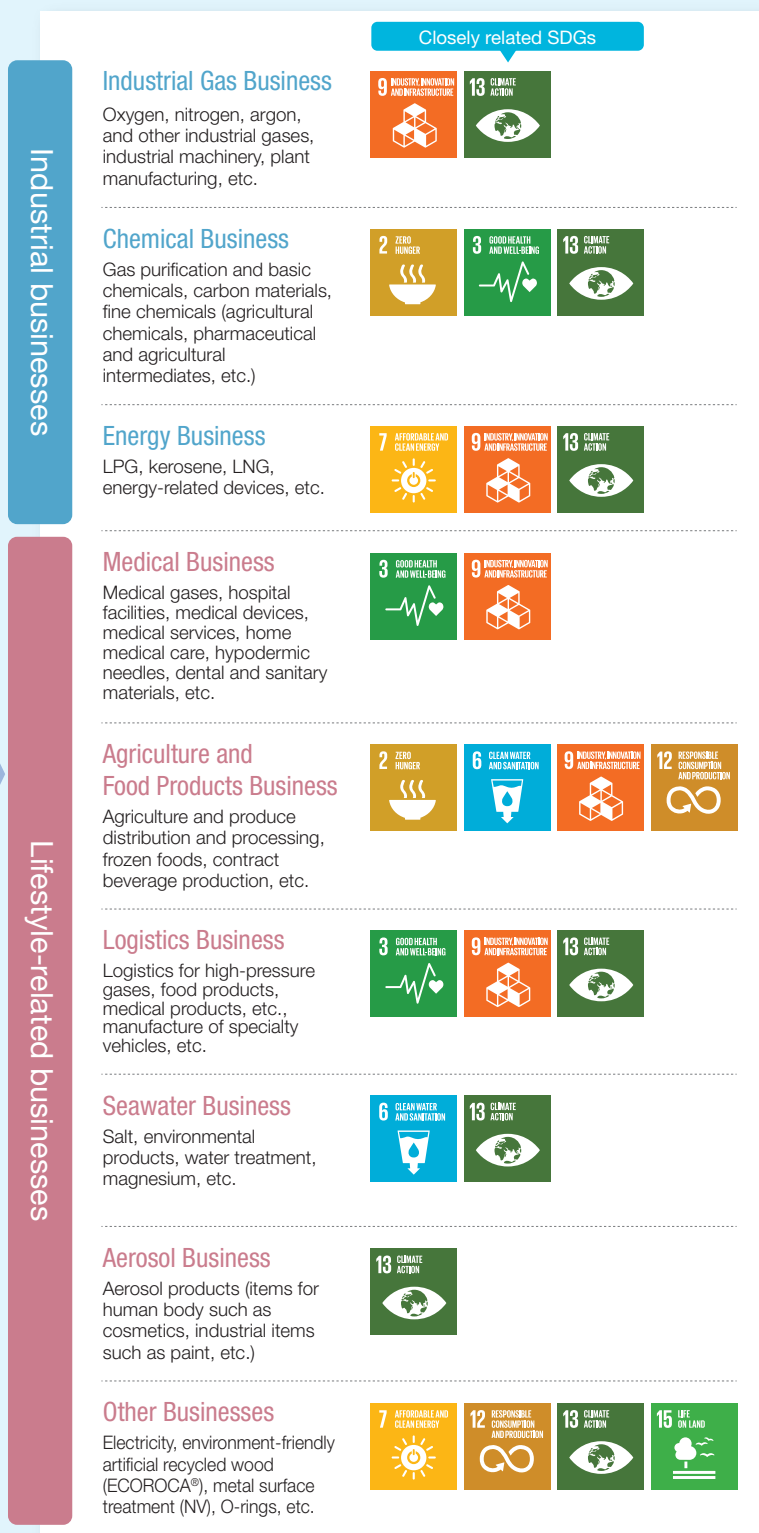 Closely related SDGs
Industrial businesses
Industrial Gas Business
Oxygen, nitrogen, argon,
and other industrial gases,
industrial machinery, plant
manufacturing, etc.
9 INDUSTRY, INNOVATION
AND INFRASTRUCTURE
13 CLIMATE
ACTION
Chemical Business
Gas purification and basic
chemicals, carbon materials,
fine chemicals (agricultural
chemicals, pharmaceutical
and agricultural
intermediates, etc.)
2 ZERO
HUNGER
3 GOOD HEALTH
AND WELL-BEING
13 CLIMATE
ACTION
Energy Business
LPG, kerosene, LNG,
energy-related devices, etc.
7 AFFORDABLE AND
CLEAN ENERGY
9 INDUSTRY, INNOVATION
AND INFRASTRUCTURE
13 CLIMATE
ACTION
Lifestyle-related businesses
Medical Business
Medical gases, hospital
facilities, medical devices,
medical services, home
medical care, hypodermic
needles, dental and sanitary
materials, etc.
3 GOOD HEALTH
AND WELL-BEING
9 INDUSTRY, INNOVATION
AND INFRASTRUCTURE
Agriculture and
Food Products Business
Agriculture and produce
distribution and processing,
frozen foods, contract
beverage production, etc.
2 ZERO
HUNGER
6 CLEAN WATER
AND SANITATION
9 INDUSTRY, INNOVATION
AND INFRASTRUCTURE
12 RESPONSIBLE
CONSUMPTION
AND PRODUCTION
Logistics Business
Logistics for high-pressure
gases, food products,
medical products, etc.,
manufacture of specialty
vehicles, etc.
3 GOOD HEALTH
AND WELL-BEING
9 INDUSTRY, INNOVATION
AND INFRASTRUCTURE
13 CLIMATE
ACTION
Seawater Business
Salt, environmental
products, water treatment,
magnesium, etc.
6 CLEAN WATER
AND SANITATION
13 CLIMATE
ACTION
Aerosol Business
Aerosol products (items for
human body such as
cosmetics, industrial items
such as paint, etc.)
13 CLIMATE
ACTION
Other Businesses
Electricity, environment-friendly
artificial recycled wood
(ECOROCA®), metal surface
treatment (NV), O-rings, etc.
7 AFFORDABLE AND
CLEAN ENERGY
12 RESPONSIBLE
CONSUMPTION
AND PRODUCTION
13 CLIMATE
ACTION
15 LIFE
ON LAND